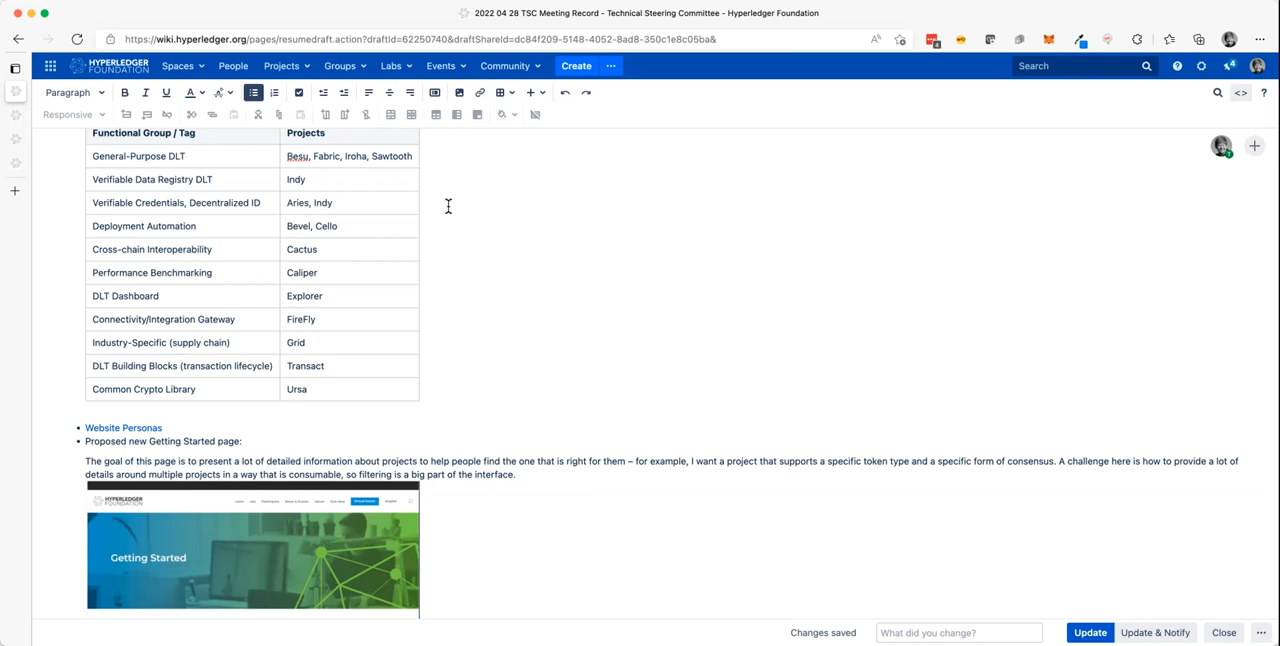 2022 04 28 TSC Meeting Record - Technical Steering Committee - Hyperledger Foundation
https://wiki.hyperledger.org/pages/resumedraft.action?draftId=62250740&draftShareId=dc84f209-5148-4052-8ad8-350c1e8c05ba&
HYPERLEDGER FOUNDATION Spaces People Projects Groups Labs Events Community Create ... Search
Paragraph B I U A
Responsive
Functional Group / Tag Projects
General-Purpose DLT Besu, Fabric, Iroha, Sawtooth
Verifiable Data Registry DLT Indy
Verifiable Credentials, Decentralized ID Aries, Indy
Deployment Automation Bevel, Cello
Cross-chain Interoperability Cactus
Performance Benchmarking Caliper
DLT Dashboard Explorer
Connectivity/Integration Gateway FireFly
Industry-Specific (supply chain) Grid
DLT Building Blocks (transaction lifecycle) Transact
Common Crypto Library Ursa
• Website Personas
• Proposed new Getting Started page:
The goal of this page is to present a lot of detailed information about projects to help people find the one that is right for them – for example, I want a project that supports a specific token type and a specific form of consensus. A challenge here is how to provide a lot of
details around multiple projects in a way that is consumable, so filtering is a big part of the interface.
HYPERLEDGER FOUNDATION
Getting Started
Changes saved What did you change? Update Update & Notify Close ...